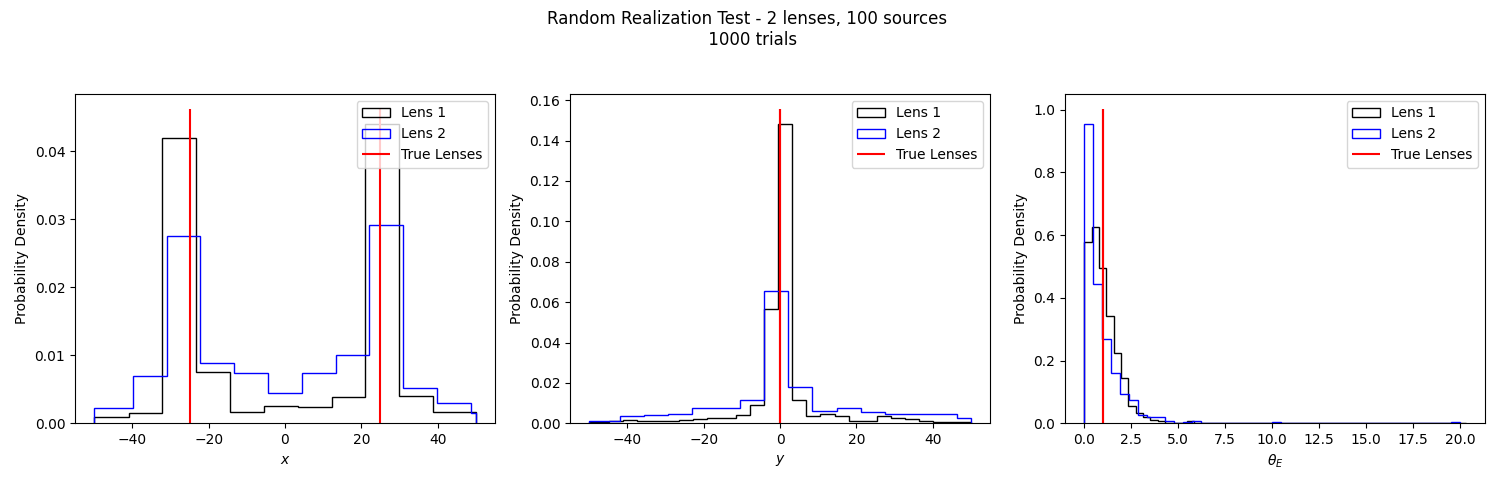 Random Realization Test - 2 lenses, 100 sources
1000 trials
Probability Density
0.04
0.03
0.02
0.01
0.00
Lens 1
Lens 2
True Lenses
−40
−20
0
20
40
x
Probability Density
0.16
0.14
0.12
0.10
0.08
0.06
0.04
0.02
0.00
Lens 1
Lens 2
True Lenses
−40
−20
0
20
40
y
Probability Density
1.0
0.8
0.6
0.4
0.2
0.0
Lens 1
Lens 2
True Lenses
0.0
2.5
5.0
7.5
10.0
12.5
15.0
17.5
20.0
θ_E